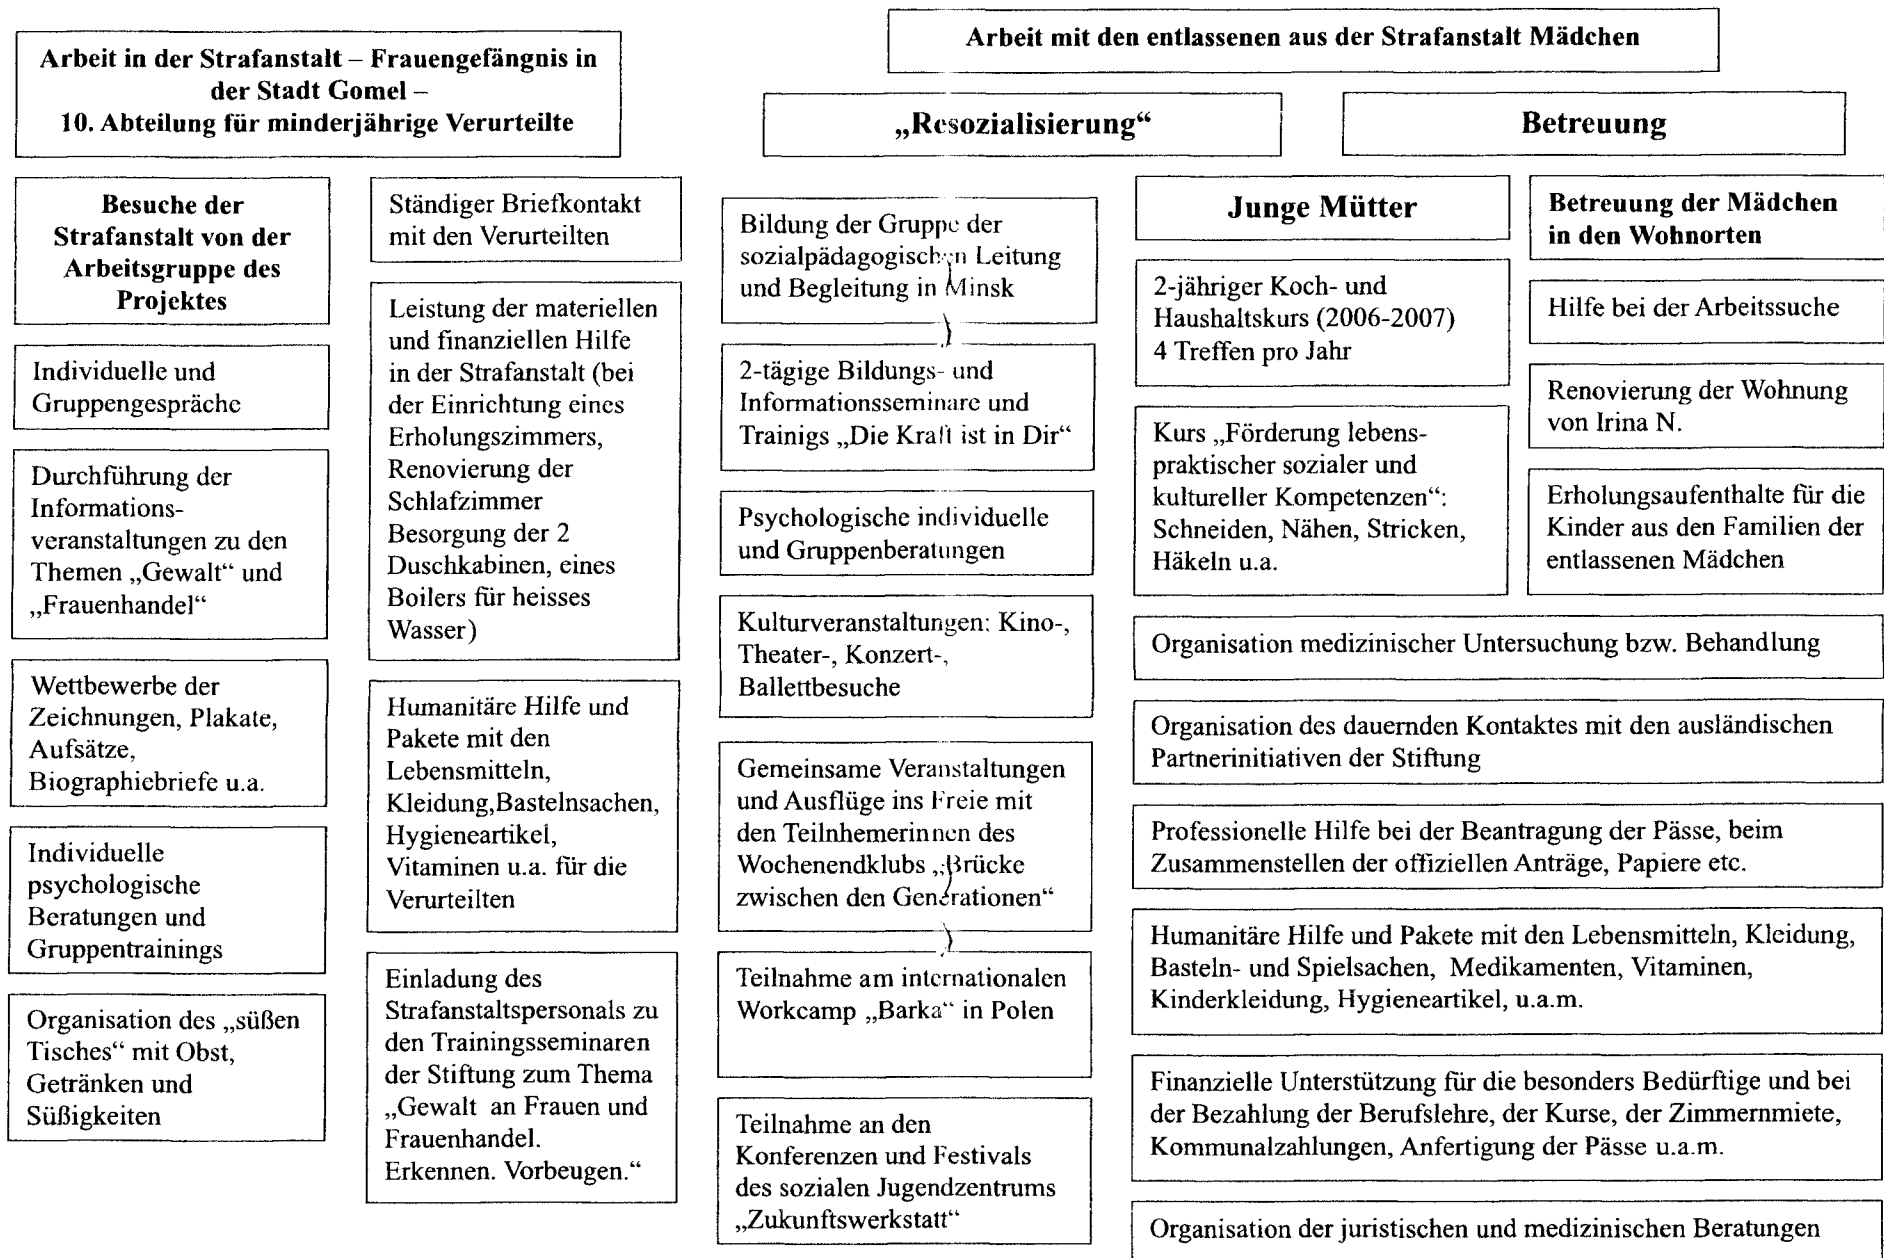 Arbeit in der Strafanstalt – Frauengefängnis in
der Stadt Gomel –
10. Abteilung für minderjährige Verurteilte
Besuche der
Strafanstalt von der
Arbeitsgruppe des
Projektes
Individuelle und
Gruppengespräche
Durchführung der
Informations-
veranstaltungen zu den
Themen „Gewalt“ und
„Frauenhandel“
Wettbewerbe der
Zeichnungen, Plakate,
Aufsätze,
Biographiebriefe u.a.
Individuelle
psychologische
Beratungen und
Gruppentrainings
Organisation des „süßen
Tisches“ mit Obst,
Getränken und
Süßigkeiten
Ständiger Briefkontakt
mit den Verurteilten
Leistung der materiellen
und finanziellen Hilfe
in der Strafanstalt (bei
der Einrichtung eines
Erholungszimmers,
Renovierung der
Schlafzimmer
Besorgung der 2
Duschkabinen, eines
Boilers für heisses
Wasser)
Humanitäre Hilfe und
Pakete mit den
Lebensmitteln,
Kleidung,Bastelnsachen,
Hygieneartikel,
Vitaminen u.a. für die
Verurteilten
Einladung des
Strafanstaltspersonals zu
den Trainingsseminaren
der Stiftung zum Thema
„Gewalt an Frauen und
Frauenhandel.
Erkennen. Vorbeugen.“
Arbeit mit den entlassenen aus der Strafanstalt Mädchen
„Resozialisierung“
Bildung der Gruppe der
sozialpädagogischen Leitung
und Begleitung in Minsk
2-tägige Bildungs- und
Informationsseminare und
Trainigs „Die Kraft ist in Dir“
Psychologische individuelle
und Gruppenberatungen
Kulturveranstaltungen: Kino-,
Theater-, Konzert-,
Ballettbesuche
Gemeinsame Veranstaltungen
und Ausflüge ins Freie mit
den Teilnhemerinnen des
Wochenendklubs „Brücke
zwischen den Generationen“
Teilnahme am internationalen
Workcamp „Barka“ in Polen
Teilnahme an den
Konferenzen und Festivals
des sozialen Jugendzentrums
„Zukunftswerkstatt“
Betreuung
Junge Mütter
2-jähriger Koch- und
Haushaltskurs (2006-2007)
4 Treffen pro Jahr
Kurs „Förderung lebens-
praktischer sozialer und
kultureller Kompetenzen“:
Schneiden, Nähen, Stricken,
Häkeln u.a.
Betreuung der Mädchen
in den Wohnorten
Hilfe bei der Arbeitssuche
Renovierung der Wohnung
von Irina N.
Erholungsaufenthalte für die
Kinder aus den Familien der
entlassenen Mädchen
Organisation medizinischer Untersuchung bzw. Behandlung
Organisation des dauernden Kontaktes mit den ausländischen
Partnerinitiativen der Stiftung
Professionelle Hilfe bei der Beantragung der Pässe, beim
Zusammenstellen der offiziellen Anträge, Papiere etc.
Humanitäre Hilfe und Pakete mit den Lebensmitteln, Kleidung,
Basteln- und Spielsachen, Medikamenten, Vitaminen,
Kinderkleidung, Hygieneartikel, u.a.m.
Finanzielle Unterstützung für die besonders Bedürftige und bei
der Bezahlung der Berufslehre, der Kurse, der Zimmernmiete,
Kommunalzahlungen, Anfertigung der Pässe u.a.m.
Organisation der juristischen und medizinischen Beratungen